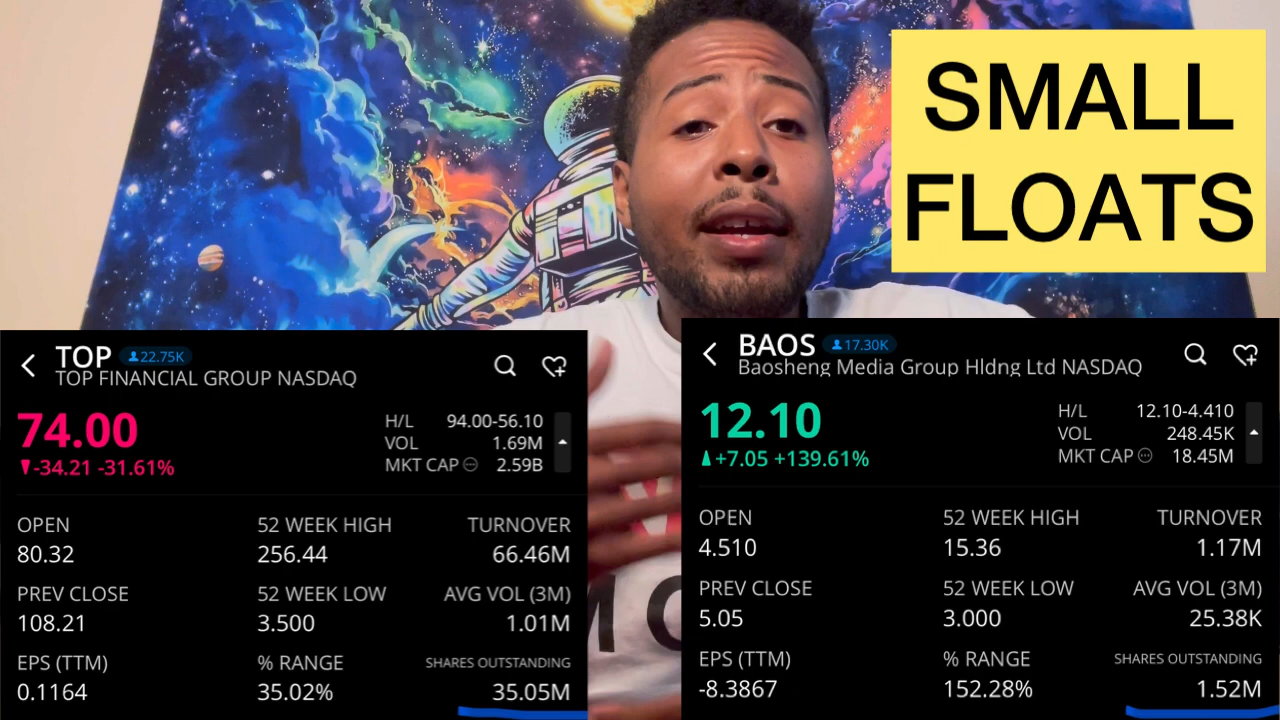 SMALL
FLOATS
TOP 22.75K
TOP FINANCIAL GROUP NASDAQ
74.00
-34.21 -31.61%
H/L 94.00-56.10
VOL 1.69M
MKT CAP 2.59B
OPEN 52 WEEK HIGH TURNOVER
80.32 256.44 66.46M
PREV CLOSE 52 WEEK LOW AVG VOL (3M)
108.21 3.500 1.01M
EPS (TTM) % RANGE SHARES OUTSTANDING
0.1164 35.02% 35.05M
BAOS 17.30K
Baosheng Media Group Hldng Ltd NASDAQ
12.10
+7.05 +139.61%
H/L 12.10-4.410
VOL 248.45K
MKT CAP 18.45M
OPEN 52 WEEK HIGH TURNOVER
4.510 15.36 1.17M
PREV CLOSE 52 WEEK LOW AVG VOL (3M)
5.05 3.000 25.38K
EPS (TTM) % RANGE SHARES OUTSTANDING
-8.3867 152.28% 1.52M